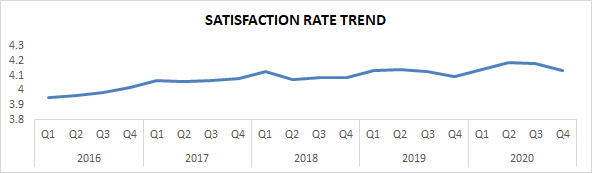 SATISFACTION RATE TREND
4.3
4.2
4.1
4
3.9
3.8
Q1 Q2 Q3 Q4 Q1 Q2 Q3 Q4 Q1 Q2 Q3 Q4 Q1 Q2 Q3 Q4 Q1 Q2 Q3 Q4
2016 2017 2018 2019 2020